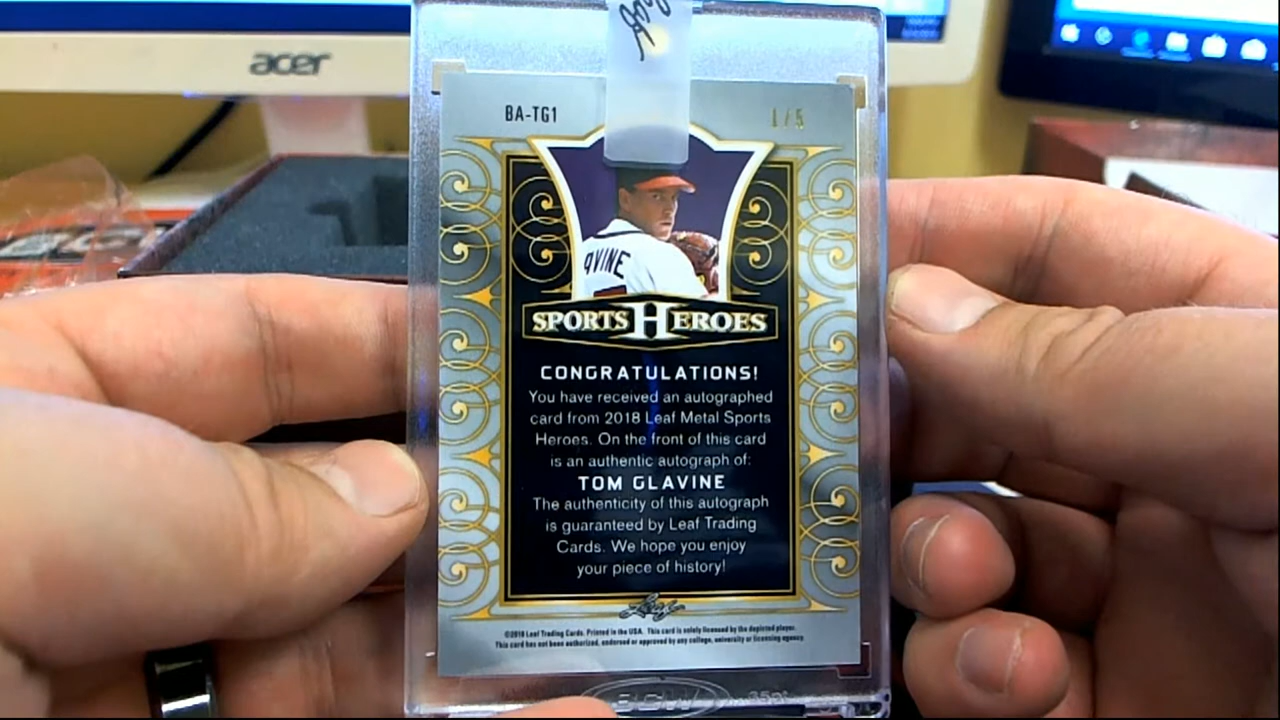 acer
BA-TG1
1/5
AVINE
SPORTS HEROES
CONGRATULATIONS!
You have received an autographed
card from 2018 Leaf Metal Sports
Heroes. On the front of this card
is an authentic autograph of:
TOM GLAVINE
The authenticity of this autograph
is guaranteed by Leaf Trading
Cards. We hope you enjoy
your piece of history!
Leaf
©2018 Leaf Trading Cards. Printed in the USA. This card is solely licensed by the depicted player.
This card has not been authorized, endorsed or approved by any college, university or licensing agency.
BCW 35pt